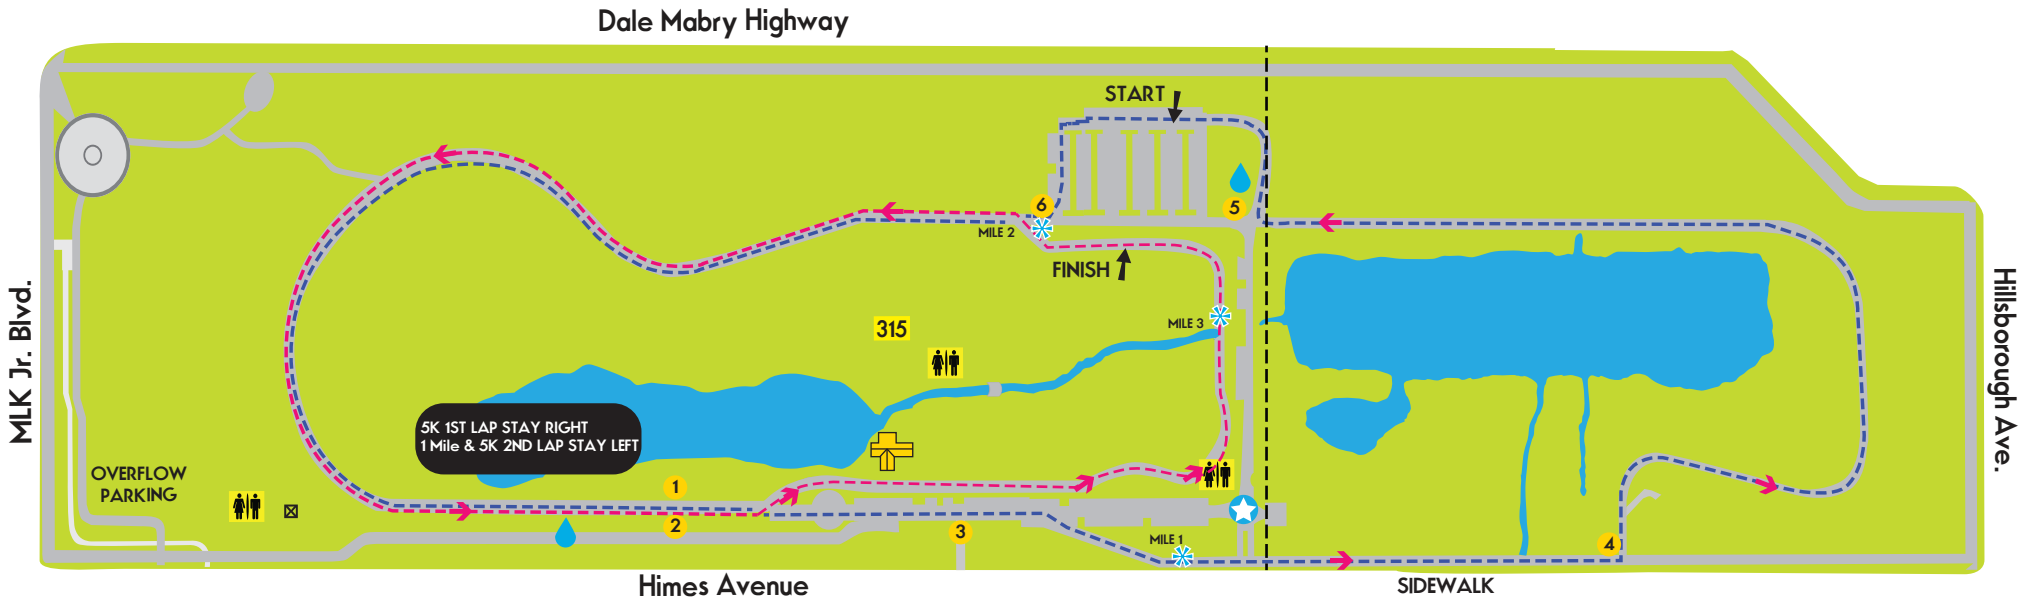 Dale Mabry Highway
START
6
5
MILE 2
FINISH
MLK Jr. Blvd.
Hillsborough Ave.
315
MILE 3
5K 1ST LAP STAY RIGHT
1 Mile & 5K 2ND LAP STAY LEFT
OVERFLOW
PARKING
1
2
3
MILE 1
4
Himes Avenue
SIDEWALK